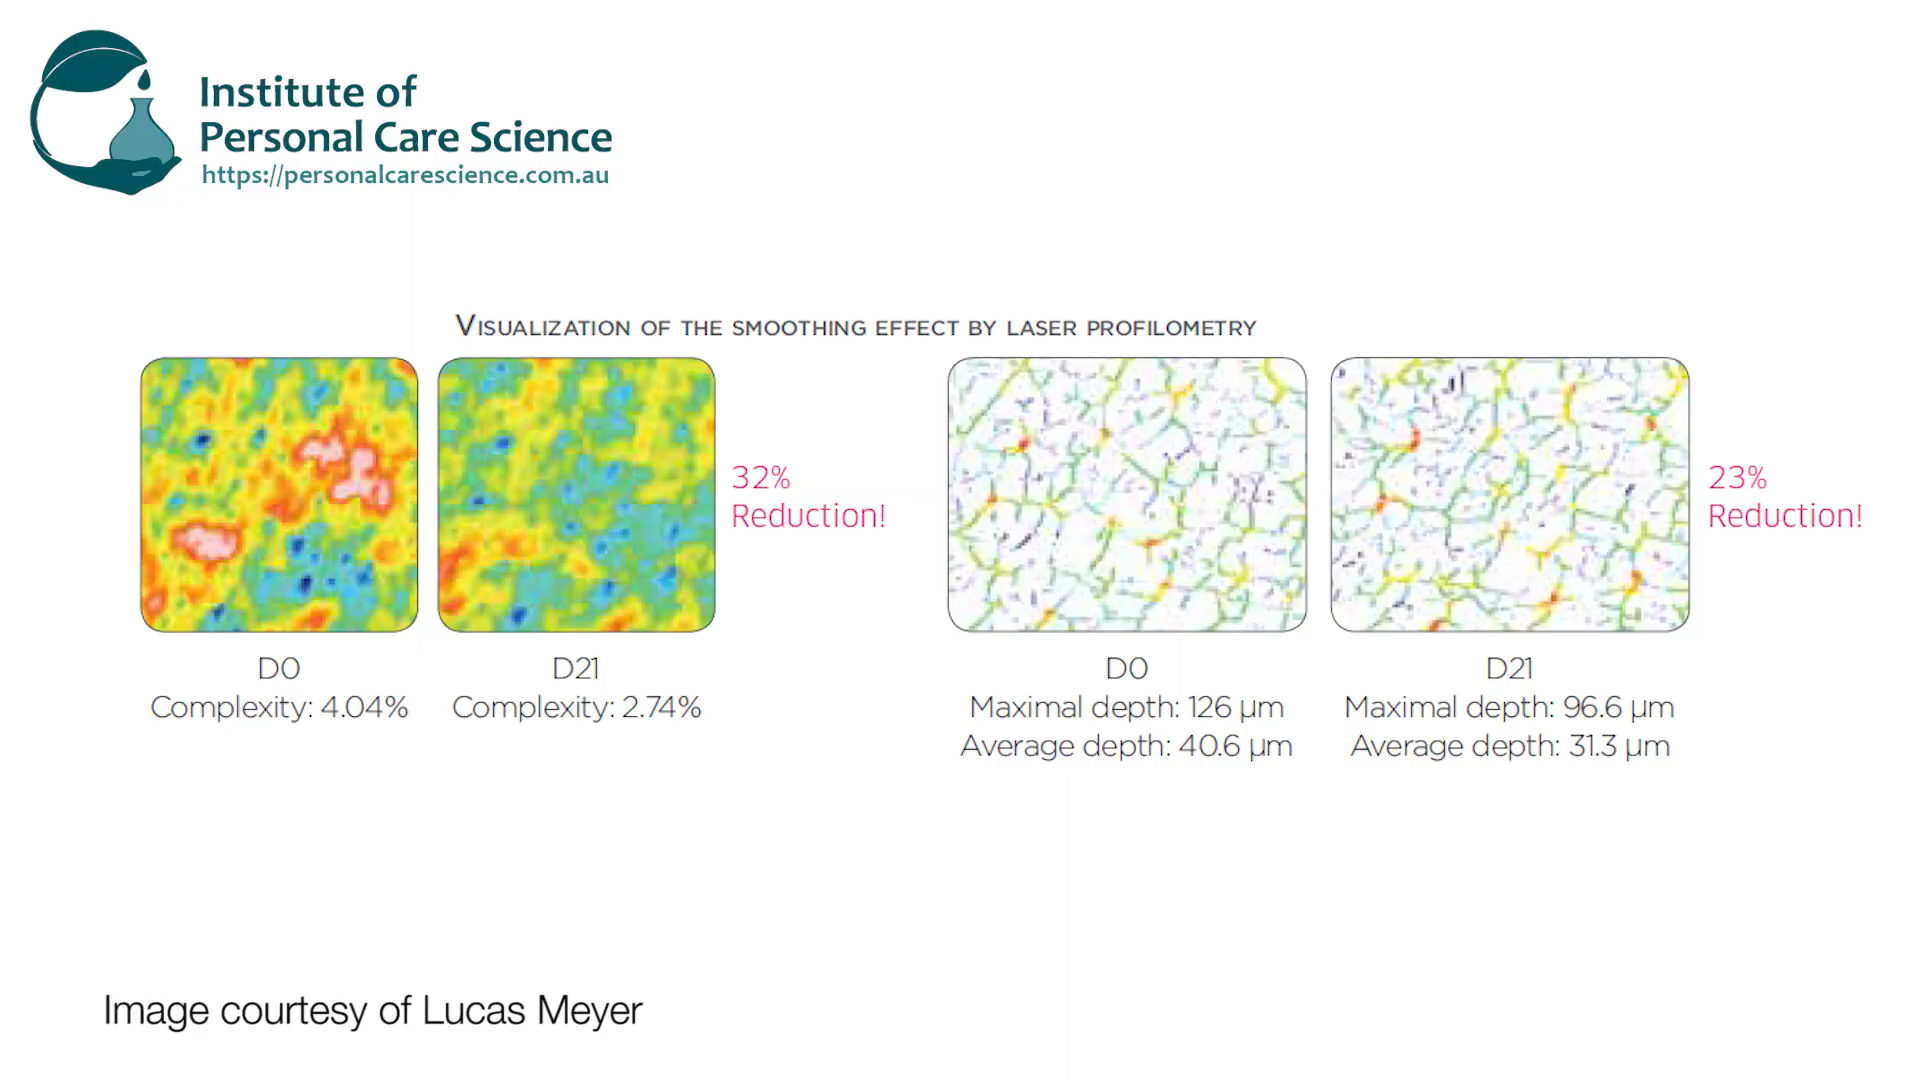 Institute of
Personal Care Science
https://personalcarescience.com.au
VISUALIZATION OF THE SMOOTHING EFFECT BY LASER PROFILOMETRY
32%
Reduction!
23%
Reduction!
D0
Complexity: 4.04%
D21
Complexity: 2.74%
D0
Maximal depth: 126 µm
Average depth: 40.6 µm
D21
Maximal depth: 96.6 µm
Average depth: 31.3 µm
Image courtesy of Lucas Meyer